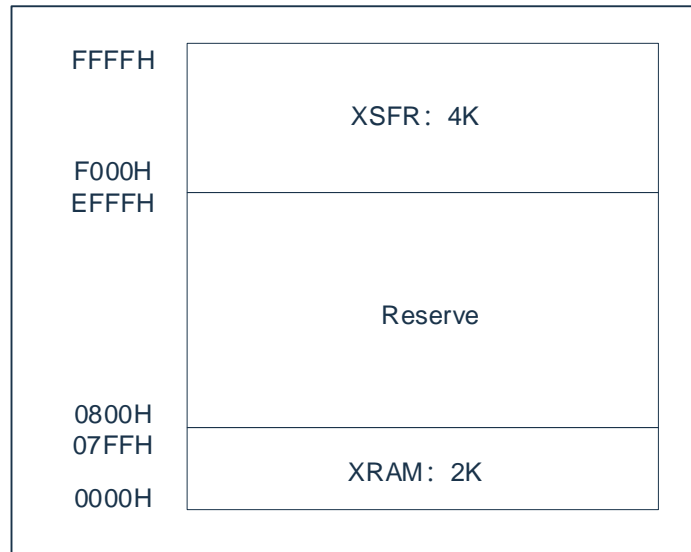 FFFFH
XSFR: 4K
F000H
EFFFH
Reserve
0800H
07FFH
XRAM: 2K
0000H